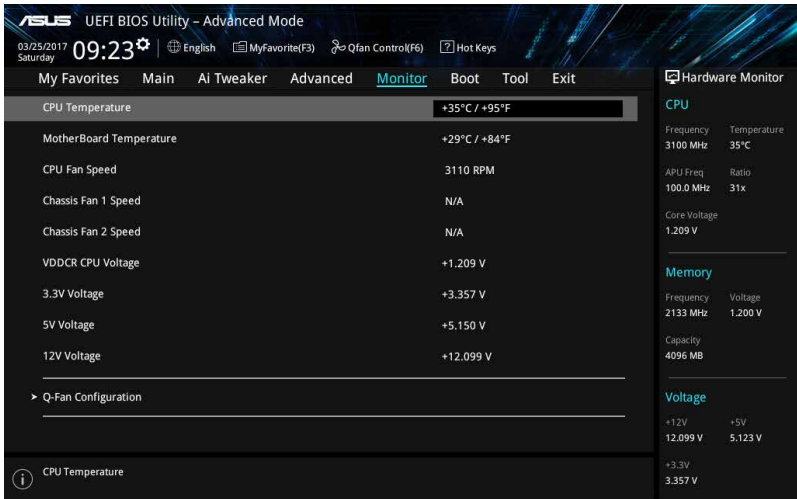 ASUS UEFI BIOS Utility – Advanced Mode
03/25/2017 Saturday 09:23 English MyFavorite(F3) Qfan Control(F6) ? Hot Keys
My Favorites Main Ai Tweaker Advanced Monitor Boot Tool Exit
CPU Temperature +35°C / +95°F
MotherBoard Temperature +29°C / +84°F
CPU Fan Speed 3110 RPM
Chassis Fan 1 Speed N/A
Chassis Fan 2 Speed N/A
VDDCR CPU Voltage +1.209 V
3.3V Voltage +3.357 V
5V Voltage +5.150 V
12V Voltage +12.099 V
> Q-Fan Configuration
i CPU Temperature
Hardware Monitor
CPU
Frequency Temperature
3100 MHz 35°C
APU Freq Ratio
100.0 MHz 31x
Core Voltage
1.209 V
Memory
Frequency Voltage
2133 MHz 1.200 V
Capacity
4096 MB
Voltage
+12V +5V
12.099 V 5.123 V
+3.3V
3.357 V